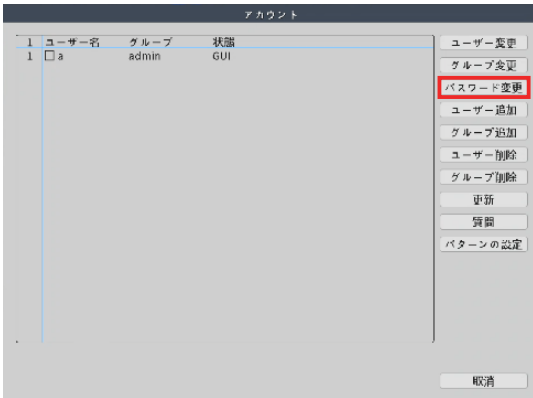 アカウント
1 ユーザー名 グループ 状態
1 a admin GUI
ユーザー変更
グループ変更
パスワード変更
ユーザー追加
グループ追加
ユーザー削除
グループ削除
更新
質問
パターンの設定
取消